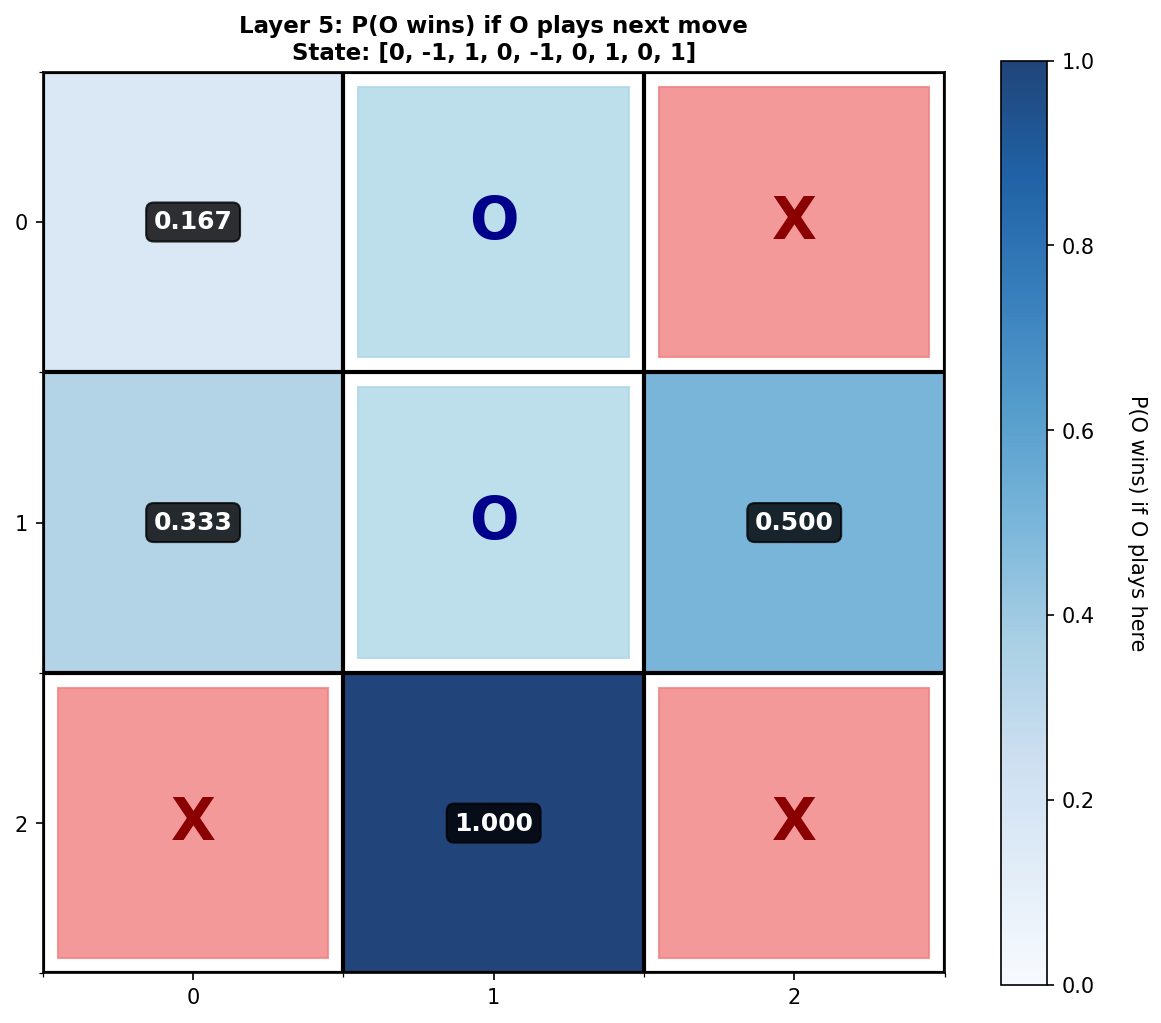 Layer 5: P(O wins) if O plays next move
State: [0, -1, 1, 0, -1, 0, 1, 0, 1]
0
0.167
O
X
1
0.333
O
0.500
2
X
1.000
X
0
1
2
1.0
0.8
0.6
0.4
0.2
0.0
P(O wins) if O plays here